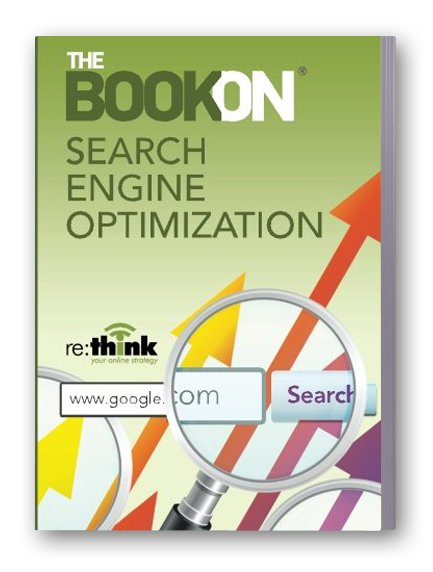 THE
BOOKON®
SEARCH
ENGINE
OPTIMIZATION
re:think
your online strategy
www.google.com
Search